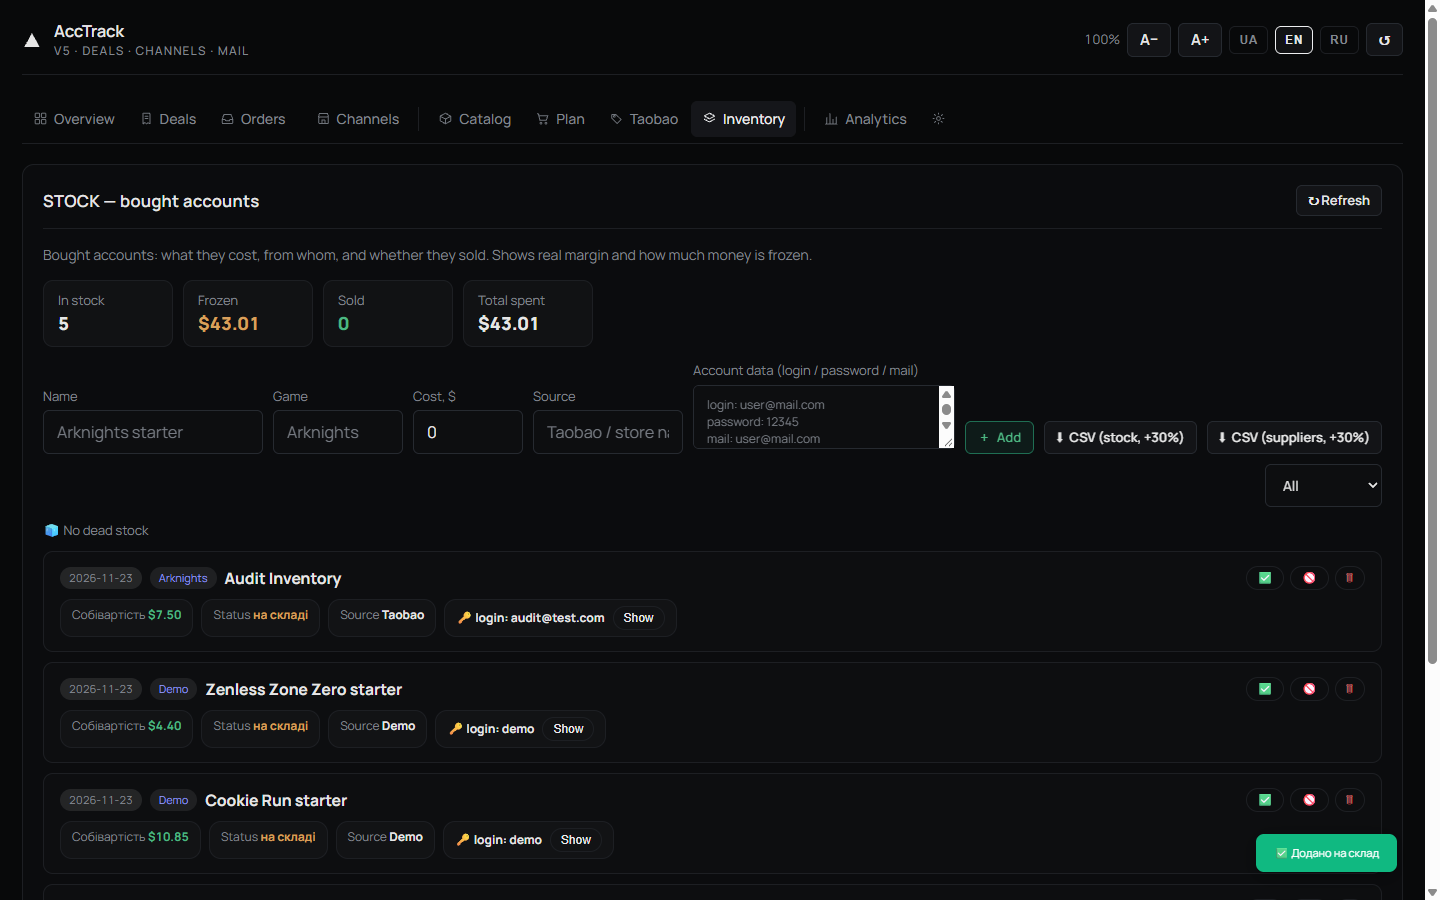 AccTrack
V5 · DEALS · CHANNELS · MAIL
100% A− A+ UA EN RU ↺
Overview Deals Orders Channels Catalog Plan Taobao Inventory Analytics
STOCK — bought accounts
↻ Refresh
Bought accounts: what they cost, from whom, and whether they sold. Shows real margin and how much money is frozen.
In stock Frozen Sold Total spent
5 $43.01 0 $43.01
Account data (login / password / mail)
Name Game Cost, $ Source
login: user@mail.com
password: 12345
mail: user@mail.com
Arknights starter Arknights 0 Taobao / store na
+ Add ⬇ CSV (stock, +30%) ⬇ CSV (suppliers, +30%)
All
🧊 No dead stock
2026-11-23 Arknights Audit Inventory ✅ 🚫
Собівартість $7.50 Status на складі Source Taobao 🔑 login: audit@test.com Show
2026-11-23 Demo Zenless Zone Zero starter ✅ 🚫
Собівартість $4.40 Status на складі Source Demo 🔑 login: demo Show
2026-11-23 Demo Cookie Run starter ✅ 🚫
Собівартість $10.85 Status на складі Source Demo 🔑 login: demo Show
✅ Додано на склад